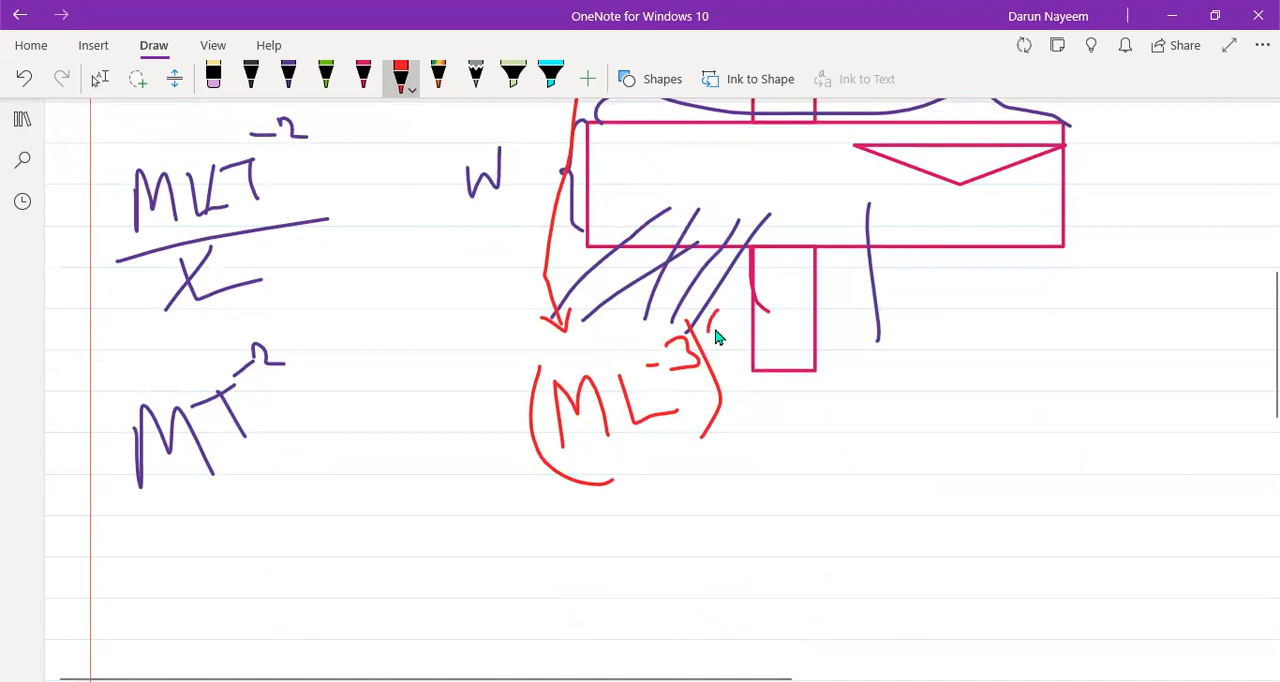 OneNote for Windows 10
Darun Nayeem
Home Insert Draw View Help
Share
Shapes
Ink to Shape
Ink to Text
MLT⁻²
L
W
MT⁻²
(ML⁻³)